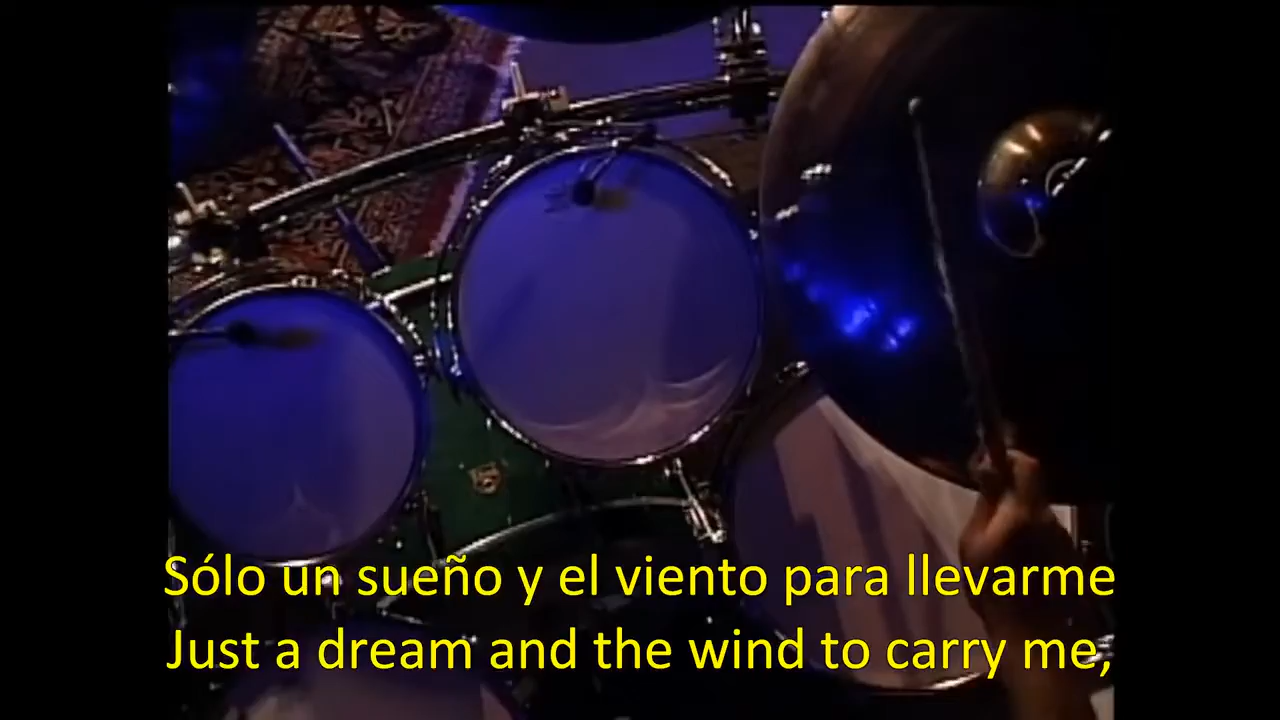 Sólo un sueño y el viento para llevarme
Just a dream and the wind to carry me,